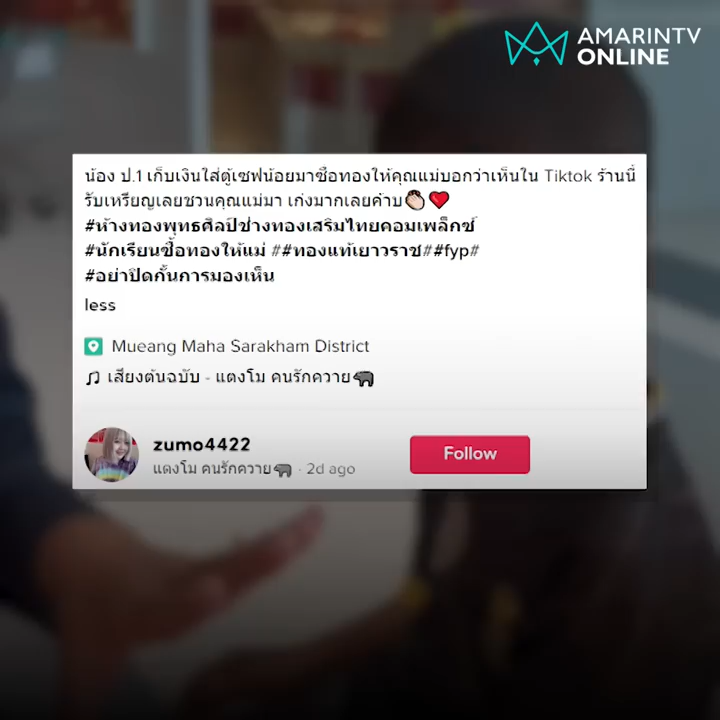 AMARINTV
ONLINE
น้อง ป.1 เก็บเงินใส่ตู้เซฟน้อยมาซื้อทองให้คุณแม่บอกว่าเห็นใน Tiktok ร้านนี้
รับเหรียญเลยชวนคุณแม่มา เก่งมากเลยค้าบ👏🏻❤️
#ห้างทองพุทธศิลป์ช่างทองเสริมไทยคอมเพล็กซ์
#นักเรียนซื้อทองให้แม่ ##ทองแท้เยาวราช##fyp#
#อย่าปิดกั้นการมองเห็น
less
Mueang Maha Sarakham District
เสียงต้นฉบับ - แตงโม คนรักควาย🐃
zumo4422
แตงโม คนรักควาย🐃 · 2d ago
Follow